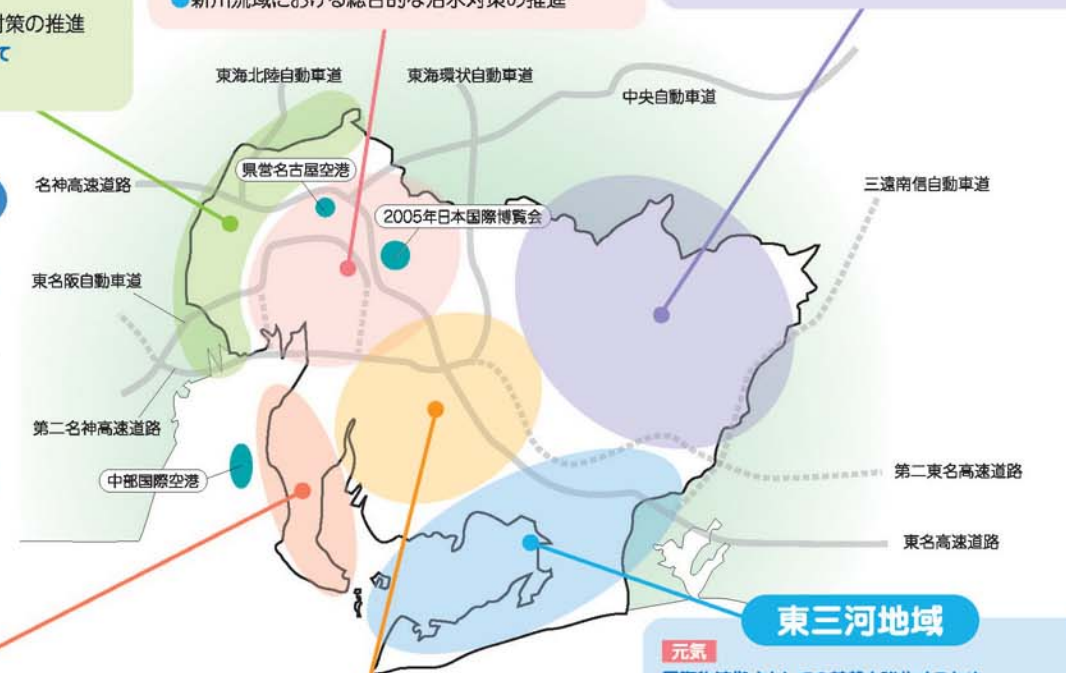 対策の推進
て
●新川流域における総合的な治水対策の推進
東海北陸自動車道
東海環状自動車道
中央自動車道
県営名古屋空港
名神高速道路
三遠南信自動車道
2005年日本国際博覧会
東名阪自動車道
第二名神高速道路
中部国際空港
第二東名高速道路
東名高速道路
東三河地域
元気